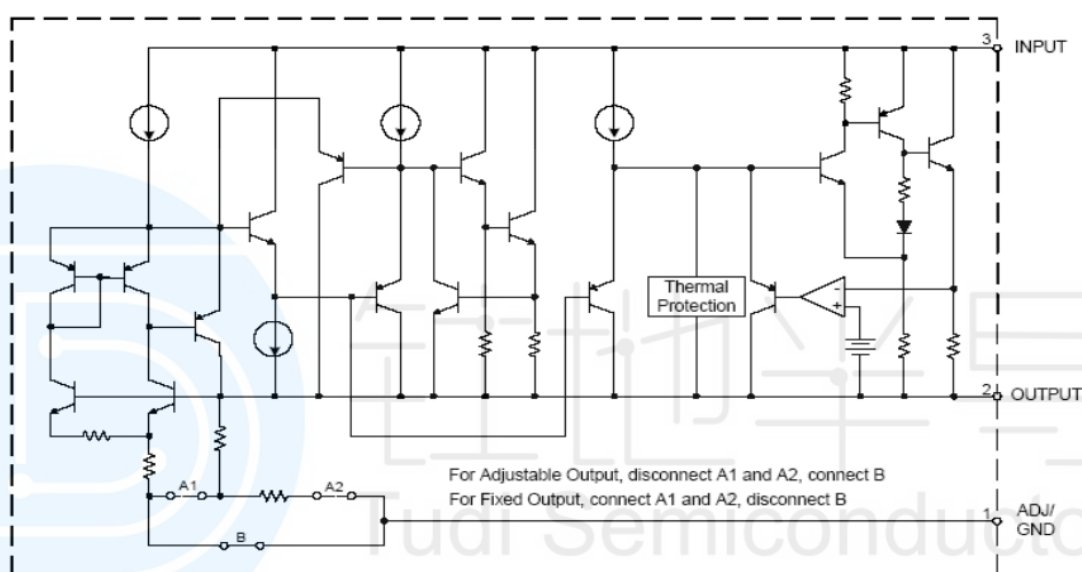 3 INPUT
Thermal
Protection
-
+
2 OUTPUT
A1
A2
B
For Adjustable Output, disconnect A1 and A2, connect B
For Fixed Output, connect A1 and A2, disconnect B
1 ADJ/
GND
Tudi Semiconducto